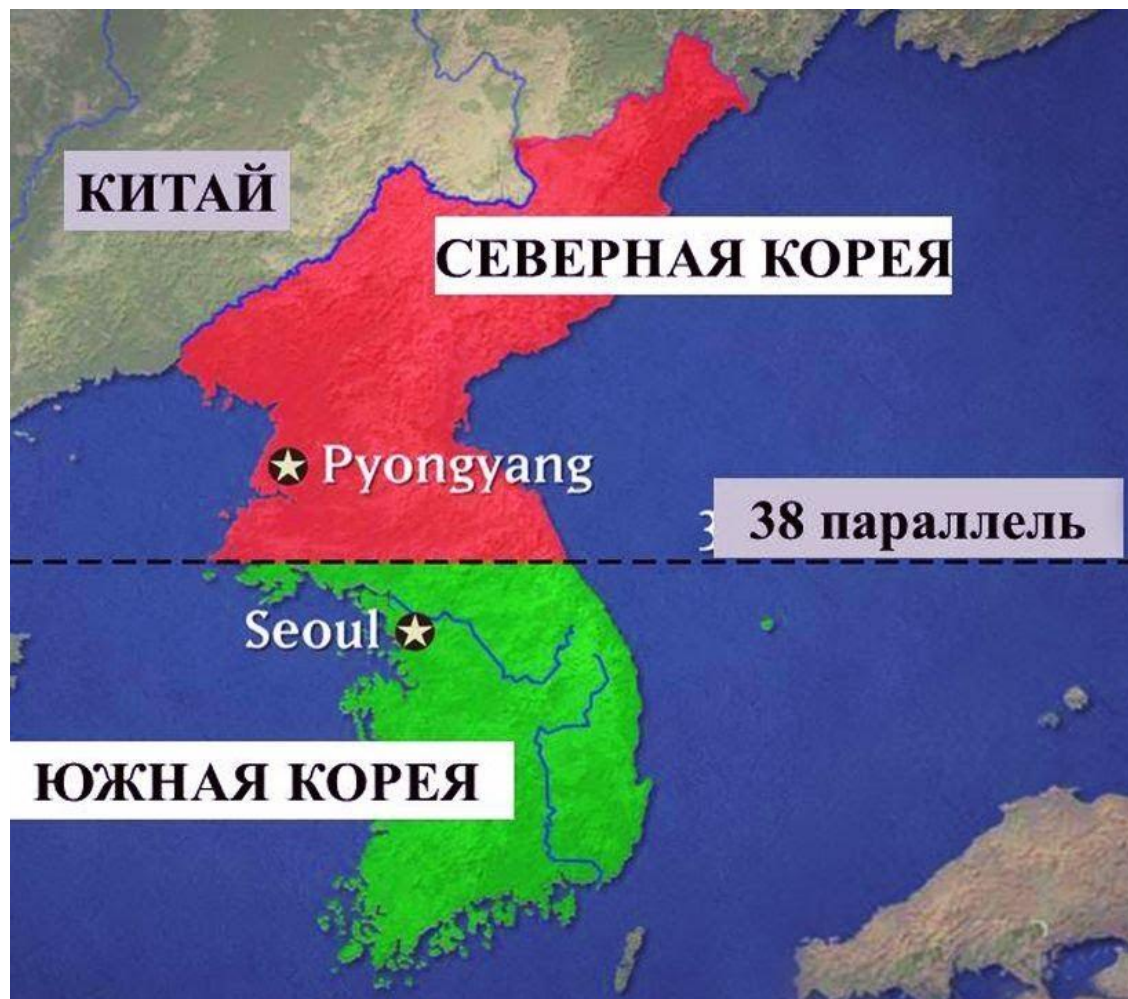 КИТАЙ
СЕВЕРНАЯ КОРЕЯ
Pyongyang
38 параллель
Seoul
ЮЖНАЯ КОРЕЯ